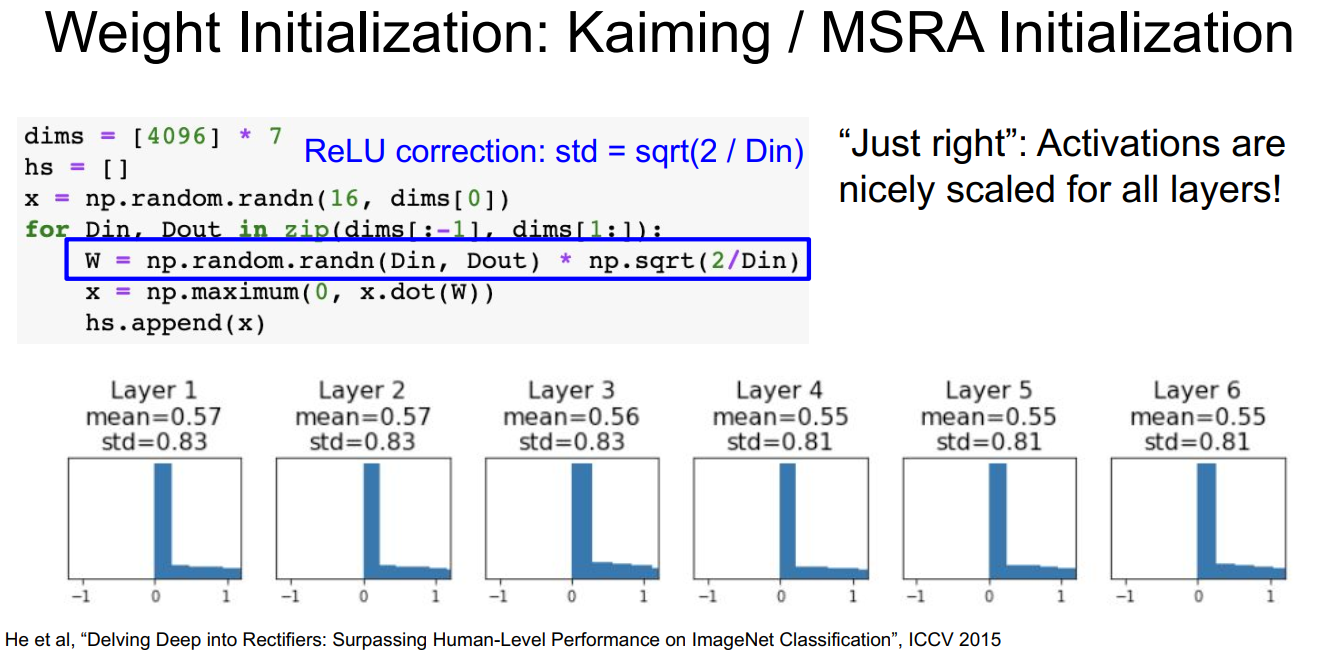 Weight Initialization: Kaiming / MSRA Initialization
dims = [4096] * 7
ReLU correction: std = sqrt(2 / Din)
hs = []
x = np.random.randn(16, dims[0])
for Din, Dout in zip(dims[:-1], dims[1:]):
    W = np.random.randn(Din, Dout) * np.sqrt(2/Din)
    x = np.maximum(0, x.dot(W))
    hs.append(x)
“Just right”: Activations are
nicely scaled for all layers!
Layer 1
mean=0.57
std=0.83
-1 0 1
Layer 2
mean=0.57
std=0.83
-1 0 1
Layer 3
mean=0.56
std=0.83
-1 0 1
Layer 4
mean=0.55
std=0.81
-1 0 1
Layer 5
mean=0.55
std=0.81
-1 0 1
Layer 6
mean=0.55
std=0.81
-1 0 1
He et al, “Delving Deep into Rectifiers: Surpassing Human-Level Performance on ImageNet Classification”, ICCV 2015